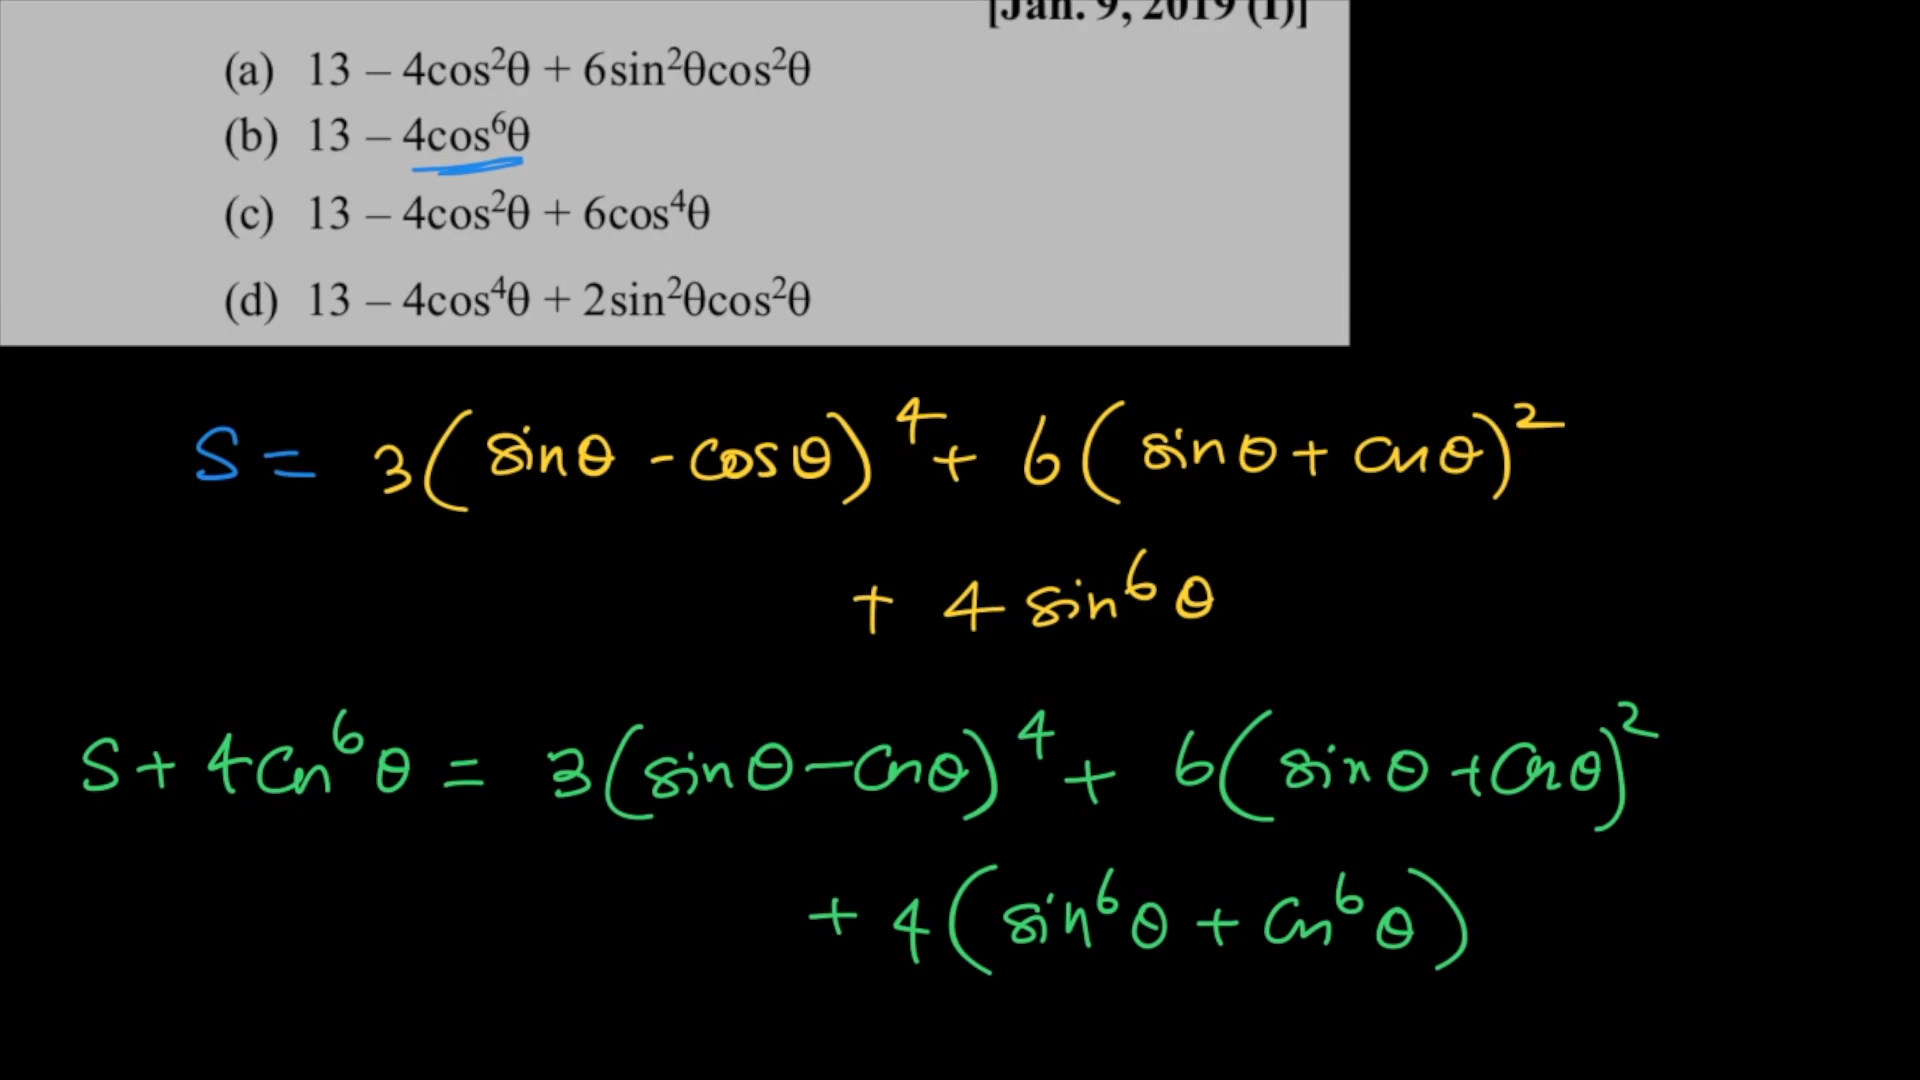 [Jan. 9, 2019 (I)]
(a) 13 – 4cos²θ + 6sin²θcos²θ
(b) 13 – 4cos⁶θ
(c) 13 – 4cos²θ + 6cos⁴θ
(d) 13 – 4cos⁴θ + 2sin²θcos²θ
S = 3(sinθ - cosθ)⁴ + 6(sinθ + cosθ)²
+ 4 sin⁶θ
S + 4cos⁶θ = 3(sinθ - cosθ)⁴ + 6(sinθ + cosθ)²
+ 4(sin⁶θ + cos⁶θ)